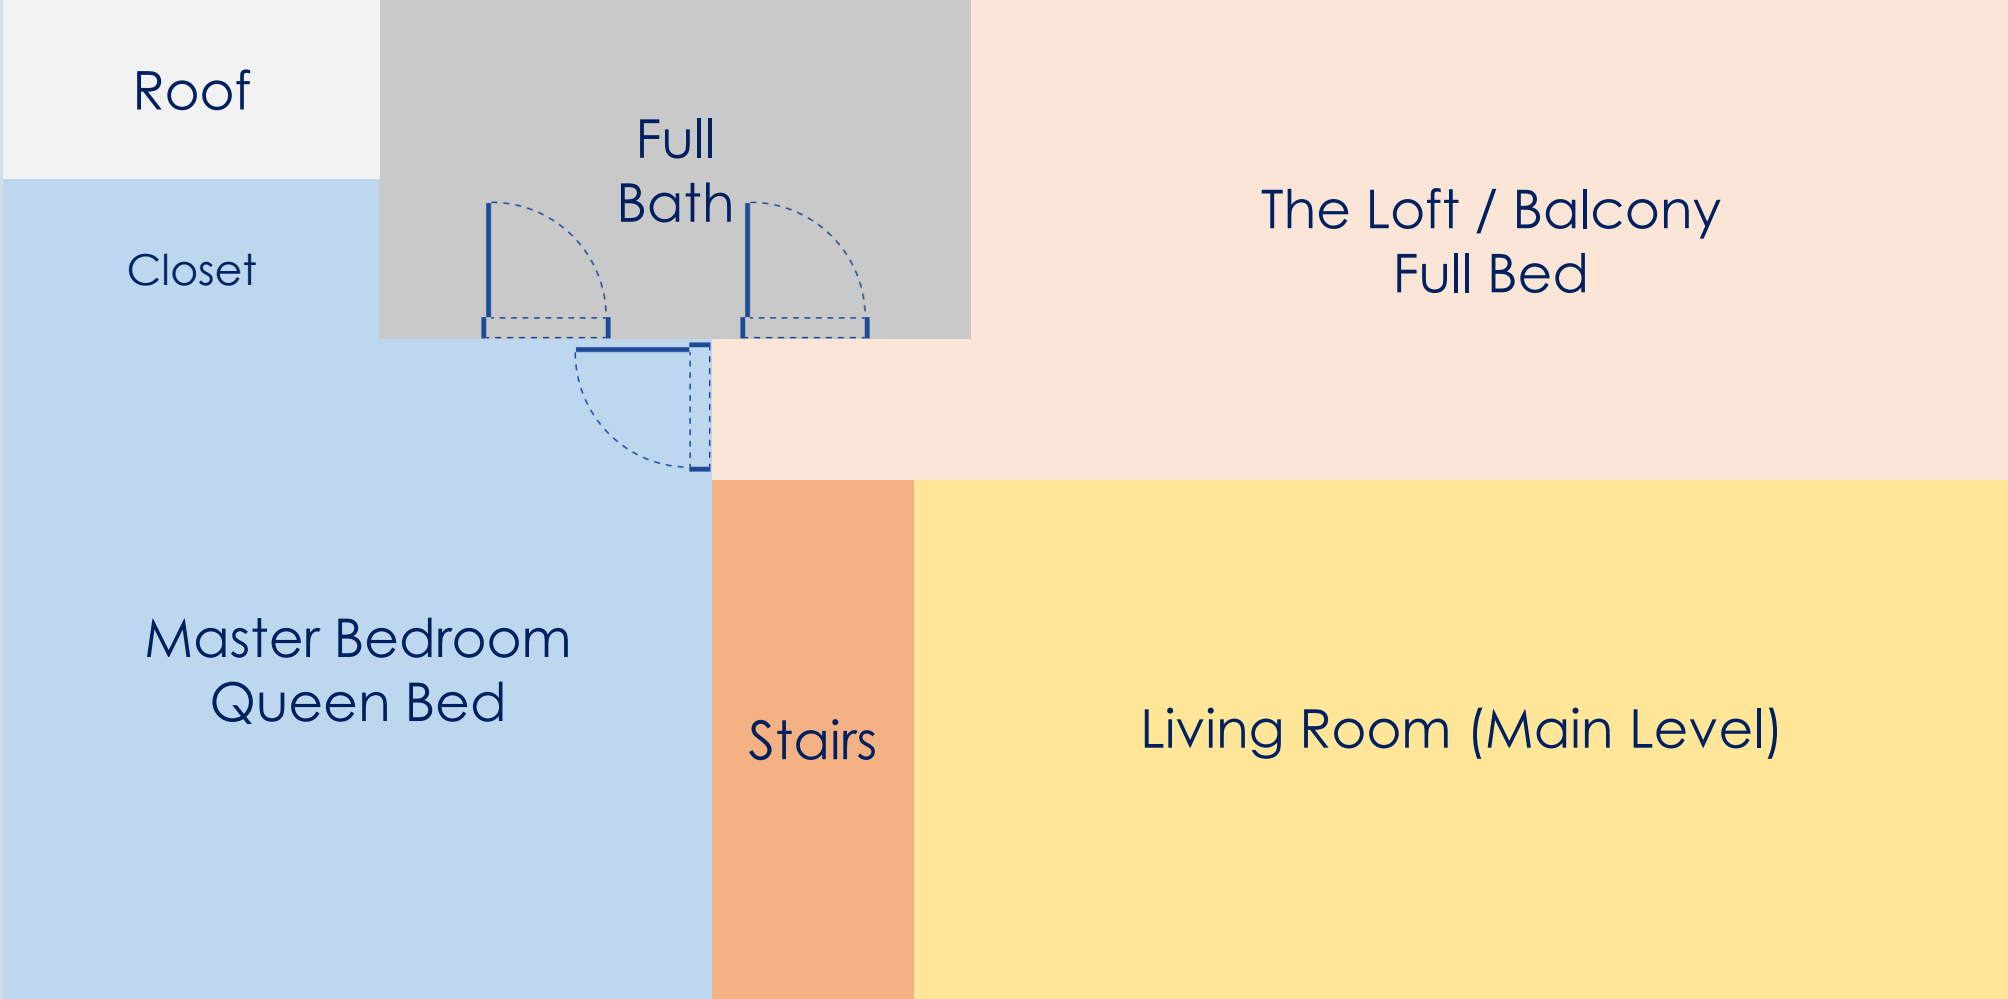 Roof
Full
Bath
The Loft / Balcony
Full Bed
Closet
Master Bedroom
Queen Bed
Stairs
Living Room (Main Level)